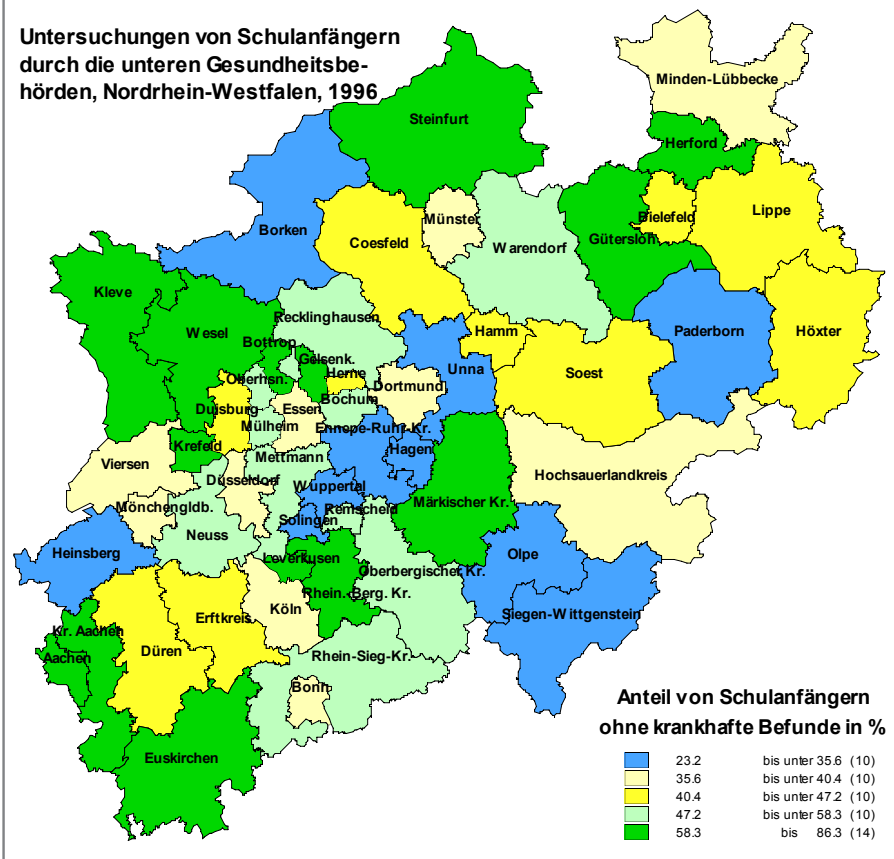 Untersuchungen von Schulanfängern
durch die unteren Gesundheitsbe-
hörden, Nordrhein-Westfalen, 1996
Minden-Lübbecke
Steinfurt
Herford
Lippe
Bielefeld
Münster
Borken
Coesfeld
Warendorf
Gütersloh
Kleve
Recklinghausen
Wesel
Hamm
Paderborn
Höxter
Bottrop
Gelsenk.
Unna
Soest
Herne
Oberhsn.
Dortmund
Bochum
Duisburg
Essen
Mülheim
Ennepe-Ruhr-Kr.
Krefeld
Hagen
Mettmann
Viersen
Hochsauerlandkreis
Düsseldorf
Wuppertal
Märkischer Kr.
Mönchengldb.
Remscheid
Solingen
Neuss
Heinsberg
Olpe
Leverkusen
Oberbergischer Kr.
Rhein. Berg. Kr.
Köln
Siegen-Wittgenstein
Erftkreis
Kr. Aachen
Düren
Aachen
Rhein-Sieg-Kr.
Bonn
Euskirchen
Anteil von Schulanfängern
ohne krankhafte Befunde in %
23.2 bis unter 35.6 (10)
35.6 bis unter 40.4 (10)
40.4 bis unter 47.2 (10)
47.2 bis unter 58.3 (10)
58.3 bis 86.3 (14)